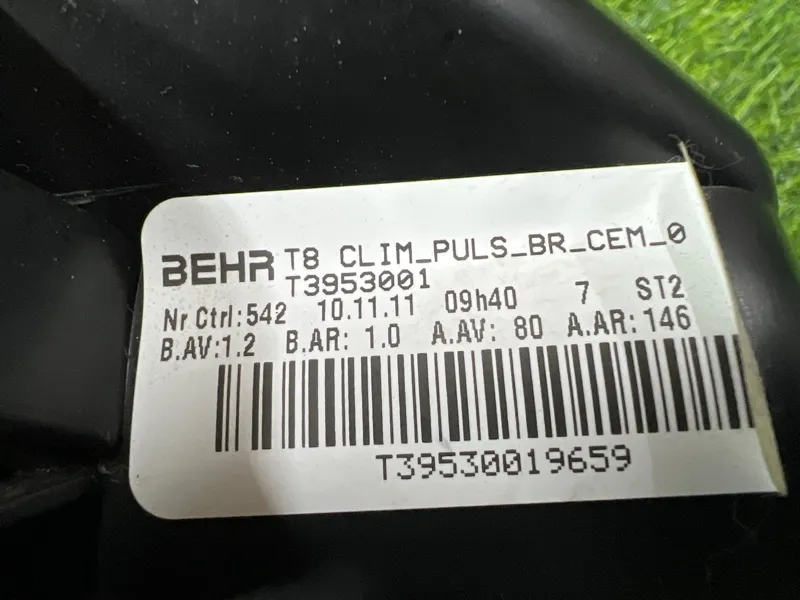 BEHR T8 CLIM_PULS_BR_CEM_0
T3953001
Nr Ctrl:542 10.11.11 09h40 7 ST2
B.AV:1.2 B.AR: 1.0 A.AV: 80 A.AR:146
T39530019659